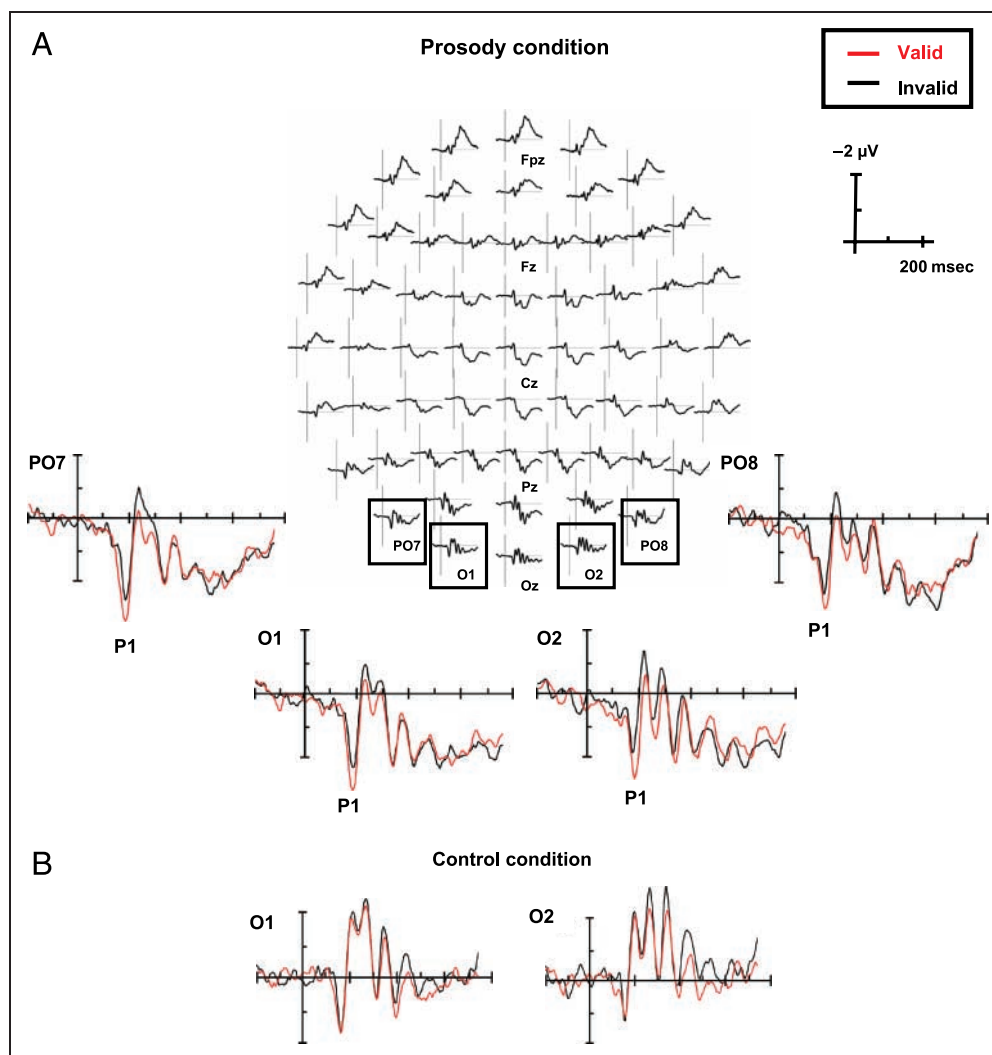 A
Prosody condition
Valid
Invalid
–2 µV
200 msec
Fpz
Fz
Cz
Pz
PO7
PO8
PO7
O1
Oz
O2
PO8
P1
P1
O1
O2
P1
P1
B
Control condition
O1
O2